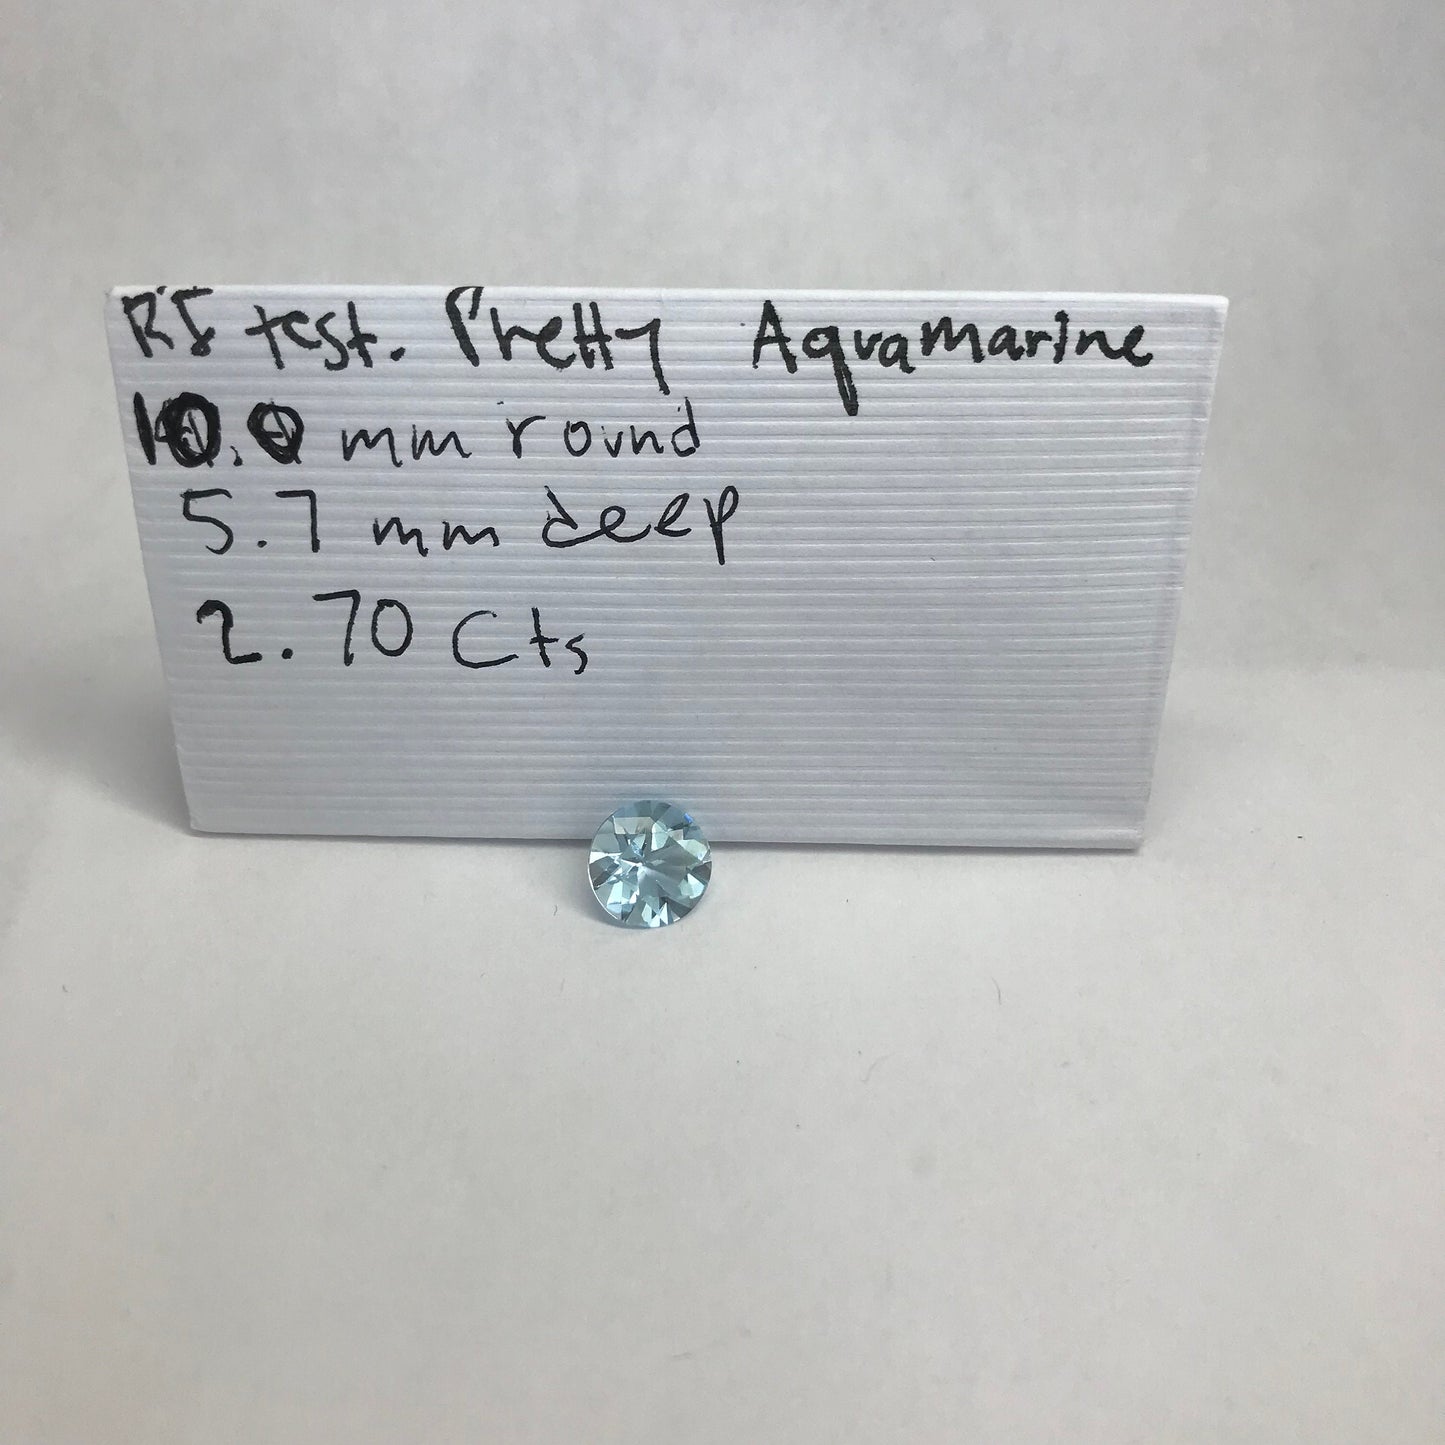 RI test. Pretty Aquamarine
10.0 mm round
5.7 mm deep
2.70 Cts